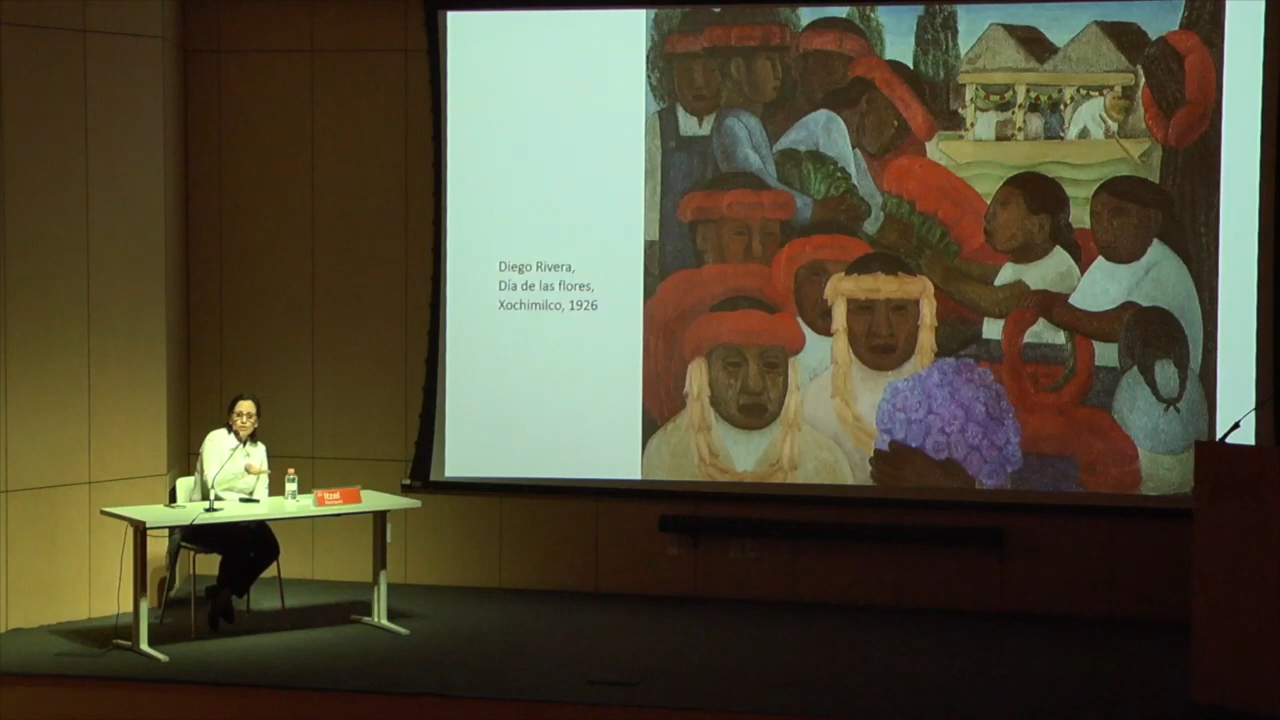 Diego Rivera,
Día de las flores,
Xochimilco, 1926
Itzel